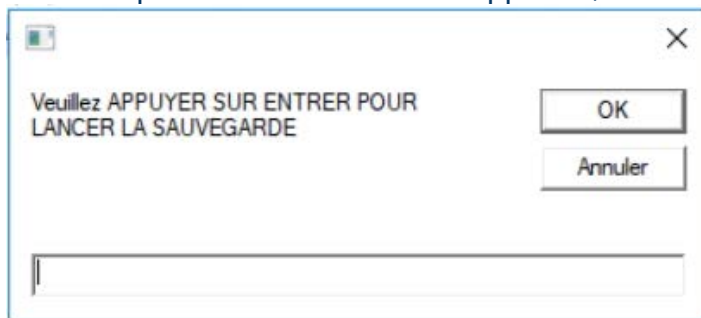 Veuillez APPUYER SUR ENTRER POUR
LANCER LA SAUVEGARDE
OK
Annuler